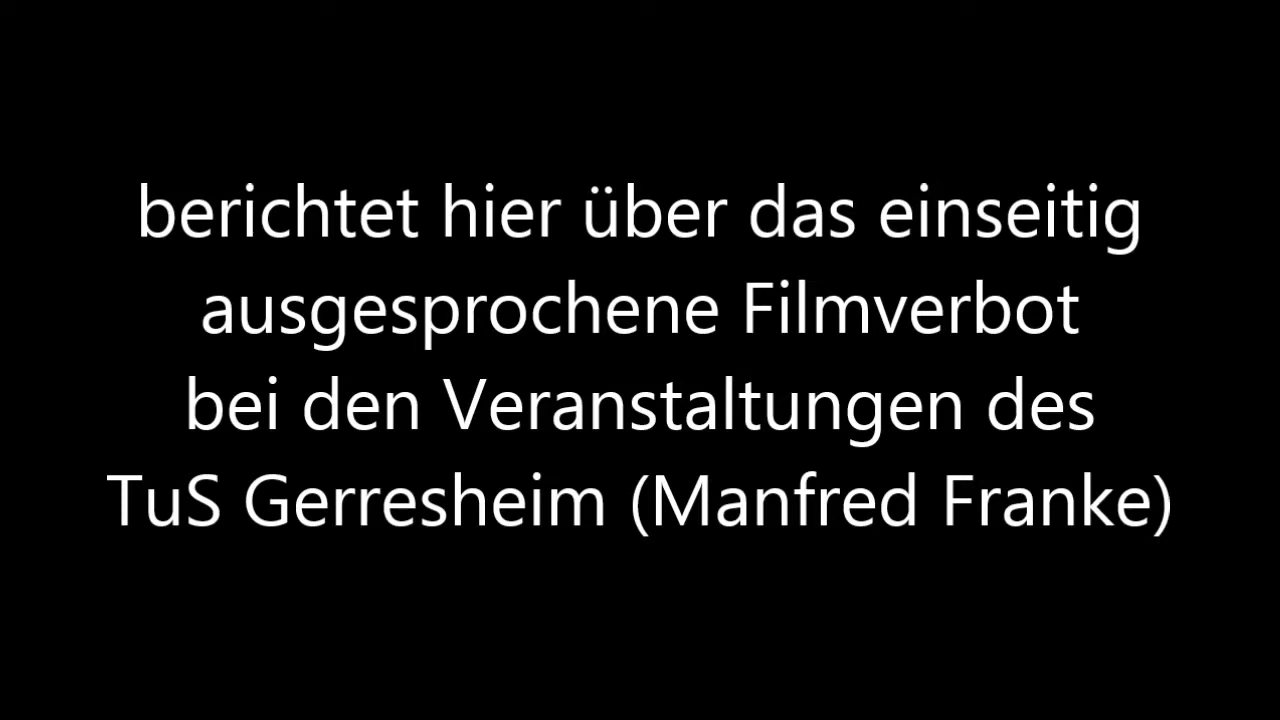 berichtet hier über das einseitig
ausgesprochene Filmverbot
bei den Veranstaltungen des
TuS Gerresheim (Manfred Franke)